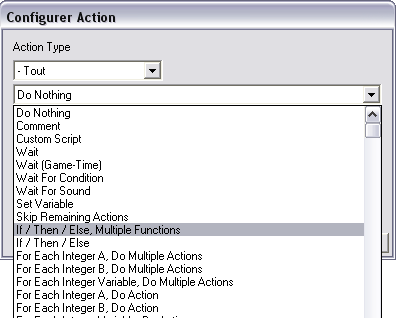 Configurer Action
Action Type
- Tout
Do Nothing
Do Nothing
Comment
Custom Script
Wait
Wait (Game-Time)
Wait For Condition
Wait For Sound
Set Variable
Skip Remaining Actions
If / Then / Else, Multiple Functions
If / Then / Else
For Each Integer A, Do Multiple Actions
For Each Integer B, Do Multiple Actions
For Each Integer Variable, Do Multiple Actions
For Each Integer A, Do Action
For Each Integer B, Do Action